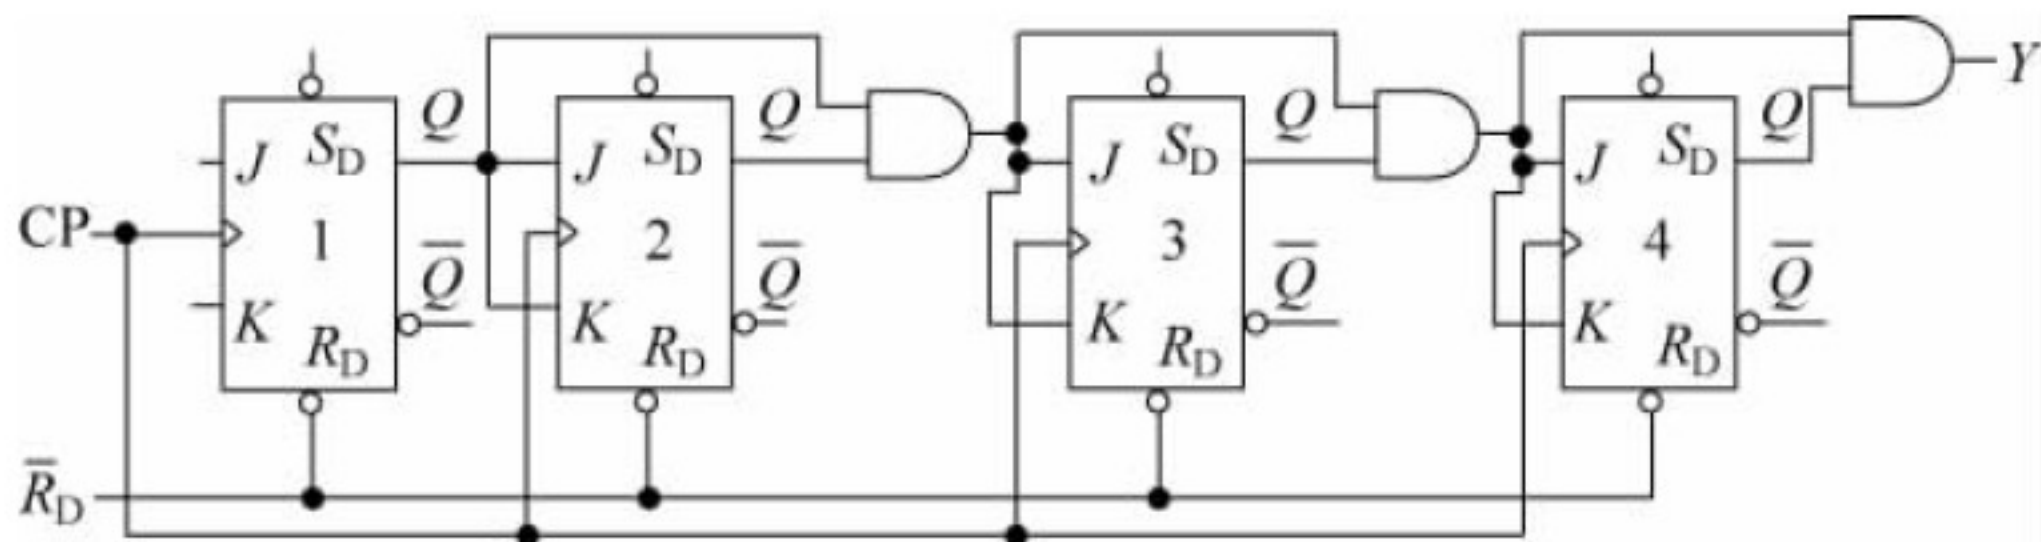 Q Q Q Q Y
J S_D J S_D J S_D J S_D
CP 1 2 3 4
Q̅ Q̅ Q̅ Q̅
K R_D K R_D K R_D K R_D
R̅_D